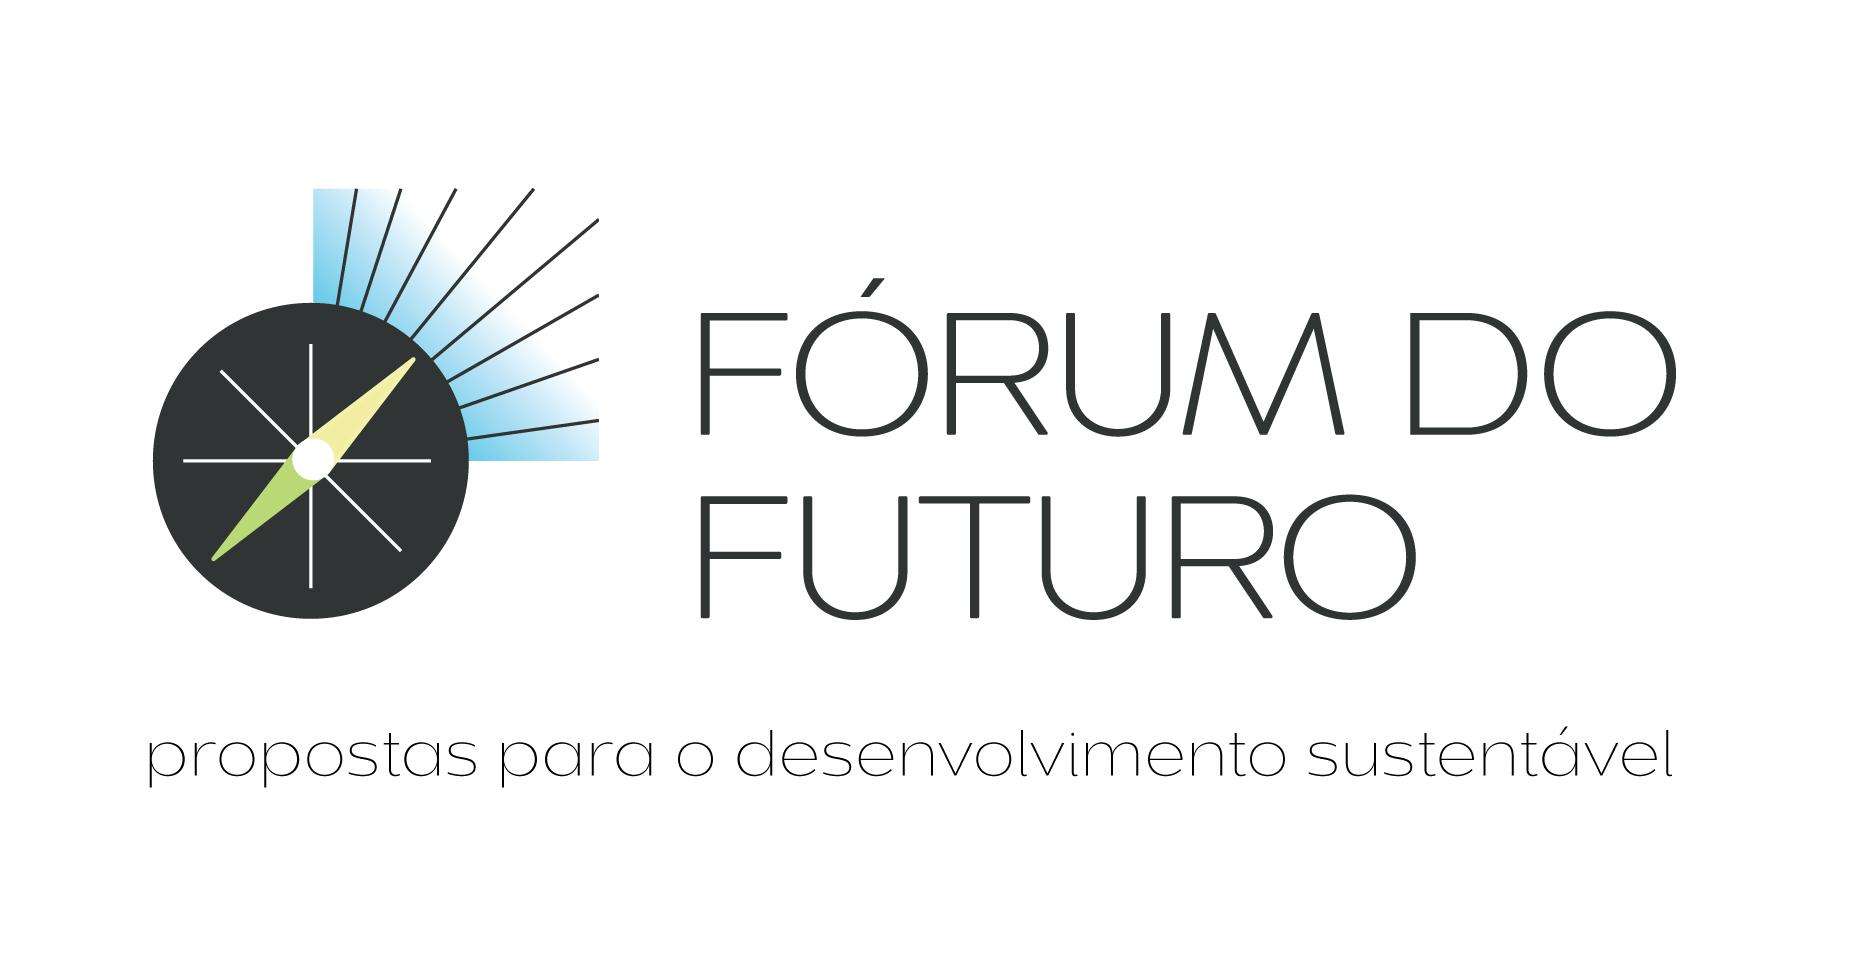 FÓRUM DO
FUTURO
propostas para o desenvolvimento sustentável